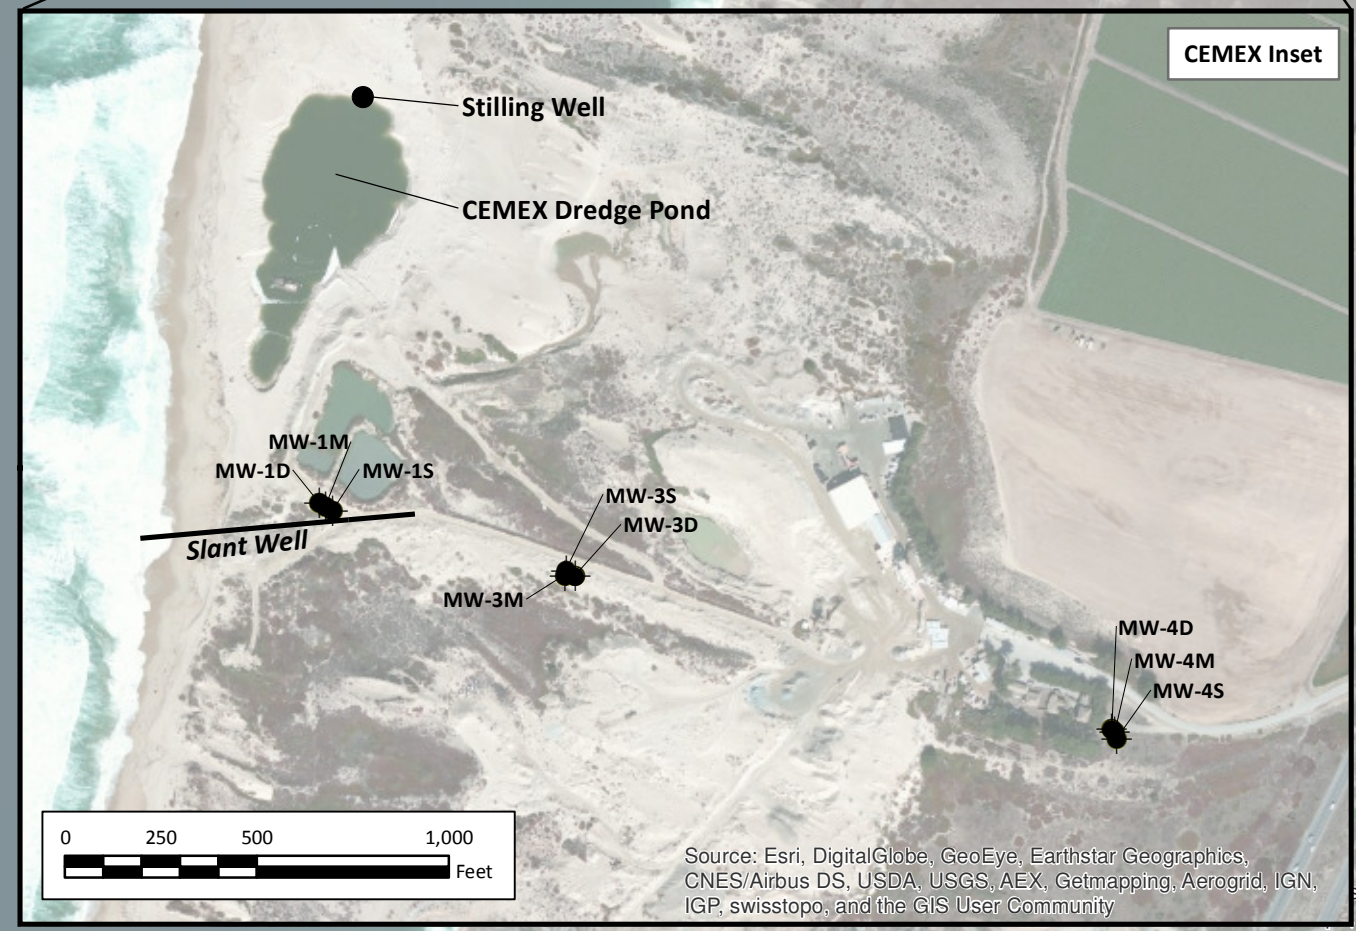 CEMEX Inset
Stilling Well
CEMEX Dredge Pond
MW-1M
MW-1D
MW-1S
Slant Well
MW-3S
MW-3D
MW-3M
MW-4D
MW-4M
MW-4S
0 250 500 1,000
Feet
Source: Esri, DigitalGlobe, GeoEye, Earthstar Geographics,
CNES/Airbus DS, USDA, USGS, AEX, Getmapping, Aerogrid, IGN,
IGP, swisstopo, and the GIS User Community